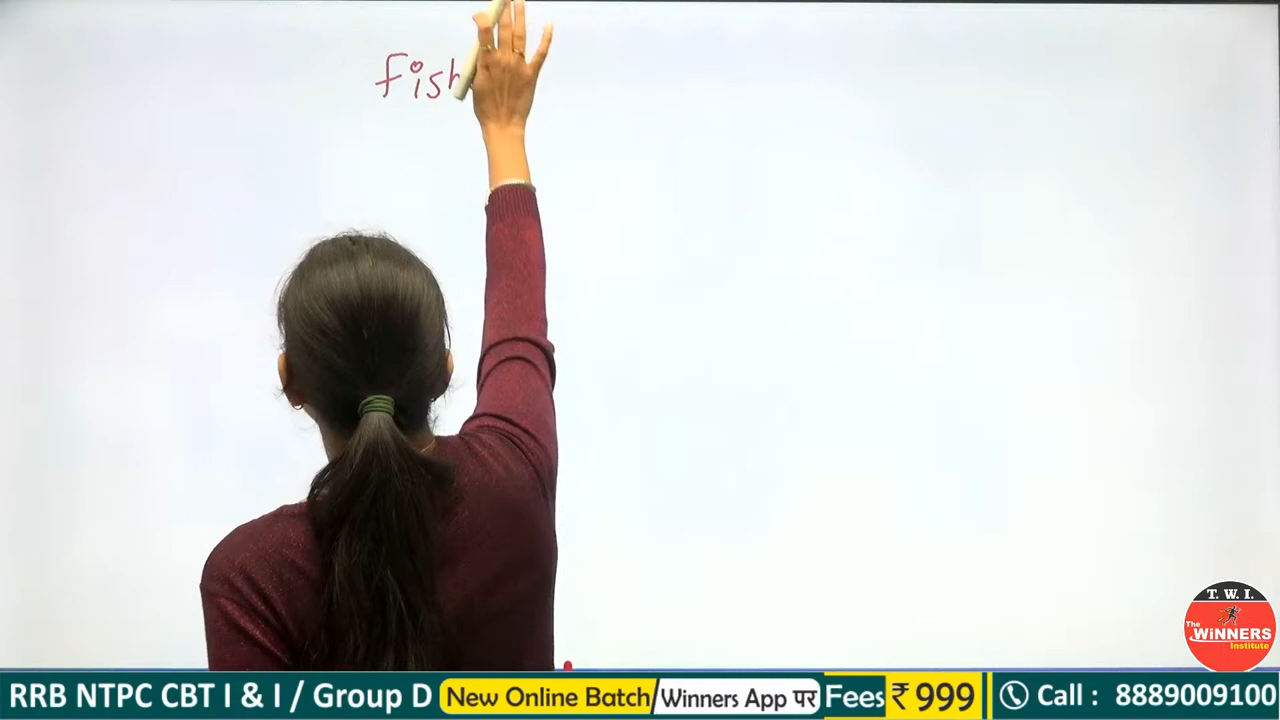 fish
T. W. I.
The
WiNNERS
Institute
RRB NTPC CBT I & I / Group D New Online Batch Winners App पर Fees ₹ 999 Call : 8889009100